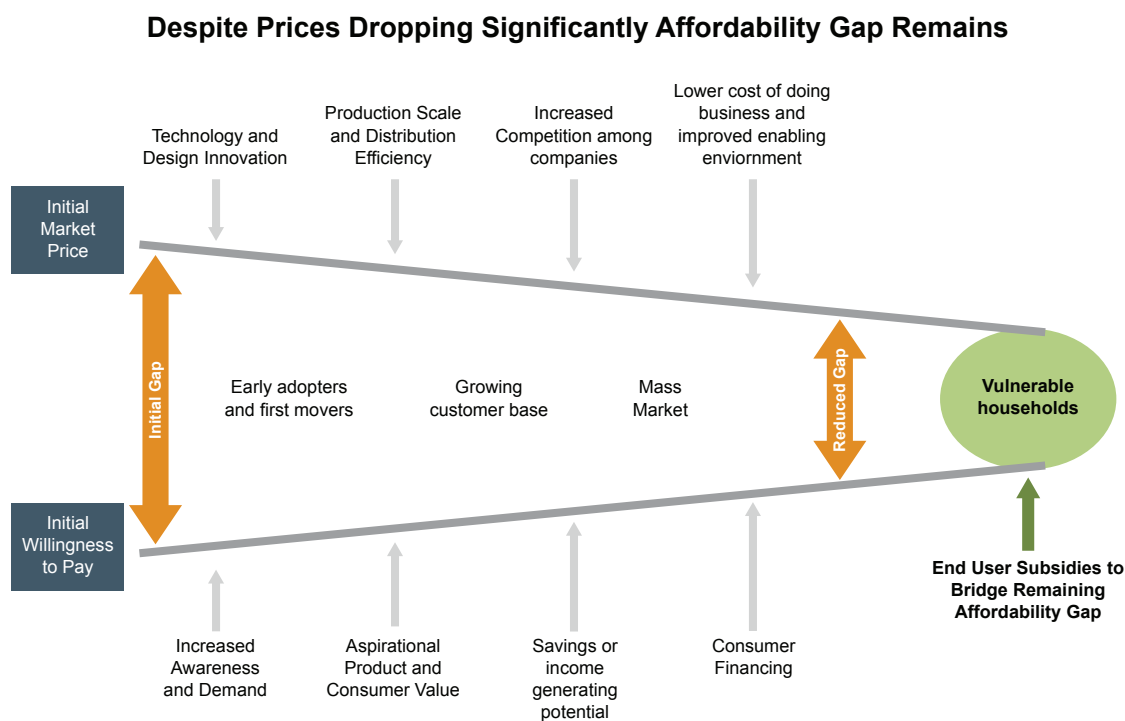 Despite Prices Dropping Significantly Affordability Gap Remains
Technology and
Design Innovation
Production Scale
and Distribution
Efficiency
Increased
Competition among
companies
Lower cost of doing
business and
improved enabling
enviornment
Initial
Market
Price
Initial Gap
Early adopters
and first movers
Growing
customer base
Mass
Market
Reduced Gap
Vulnerable
households
Initial
Willingness
to Pay
Increased
Awareness
and Demand
Aspirational
Product and
Consumer Value
Savings or
income
generating
potential
Consumer
Financing
End User Subsidies to
Bridge Remaining
Affordability Gap